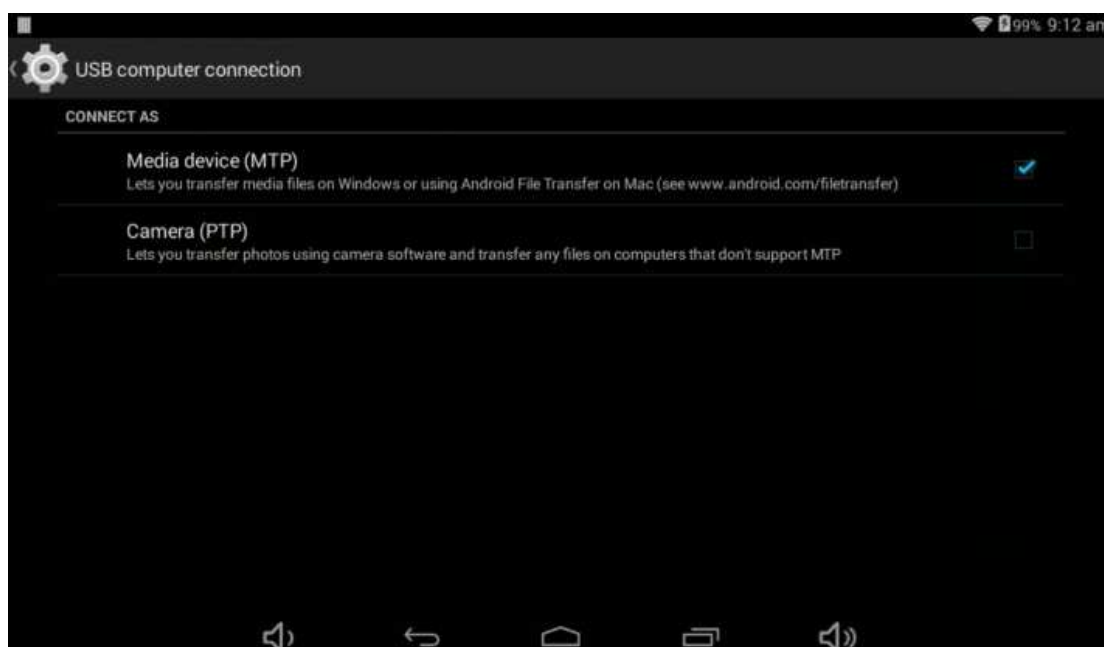 99% 9:12 am
USB computer connection
CONNECT AS
Media device (MTP)
Lets you transfer media files on Windows or using Android File Transfer on Mac (see www.android.com/filetransfer)
Camera (PTP)
Lets you transfer photos using camera software and transfer any files on computers that don't support MTP